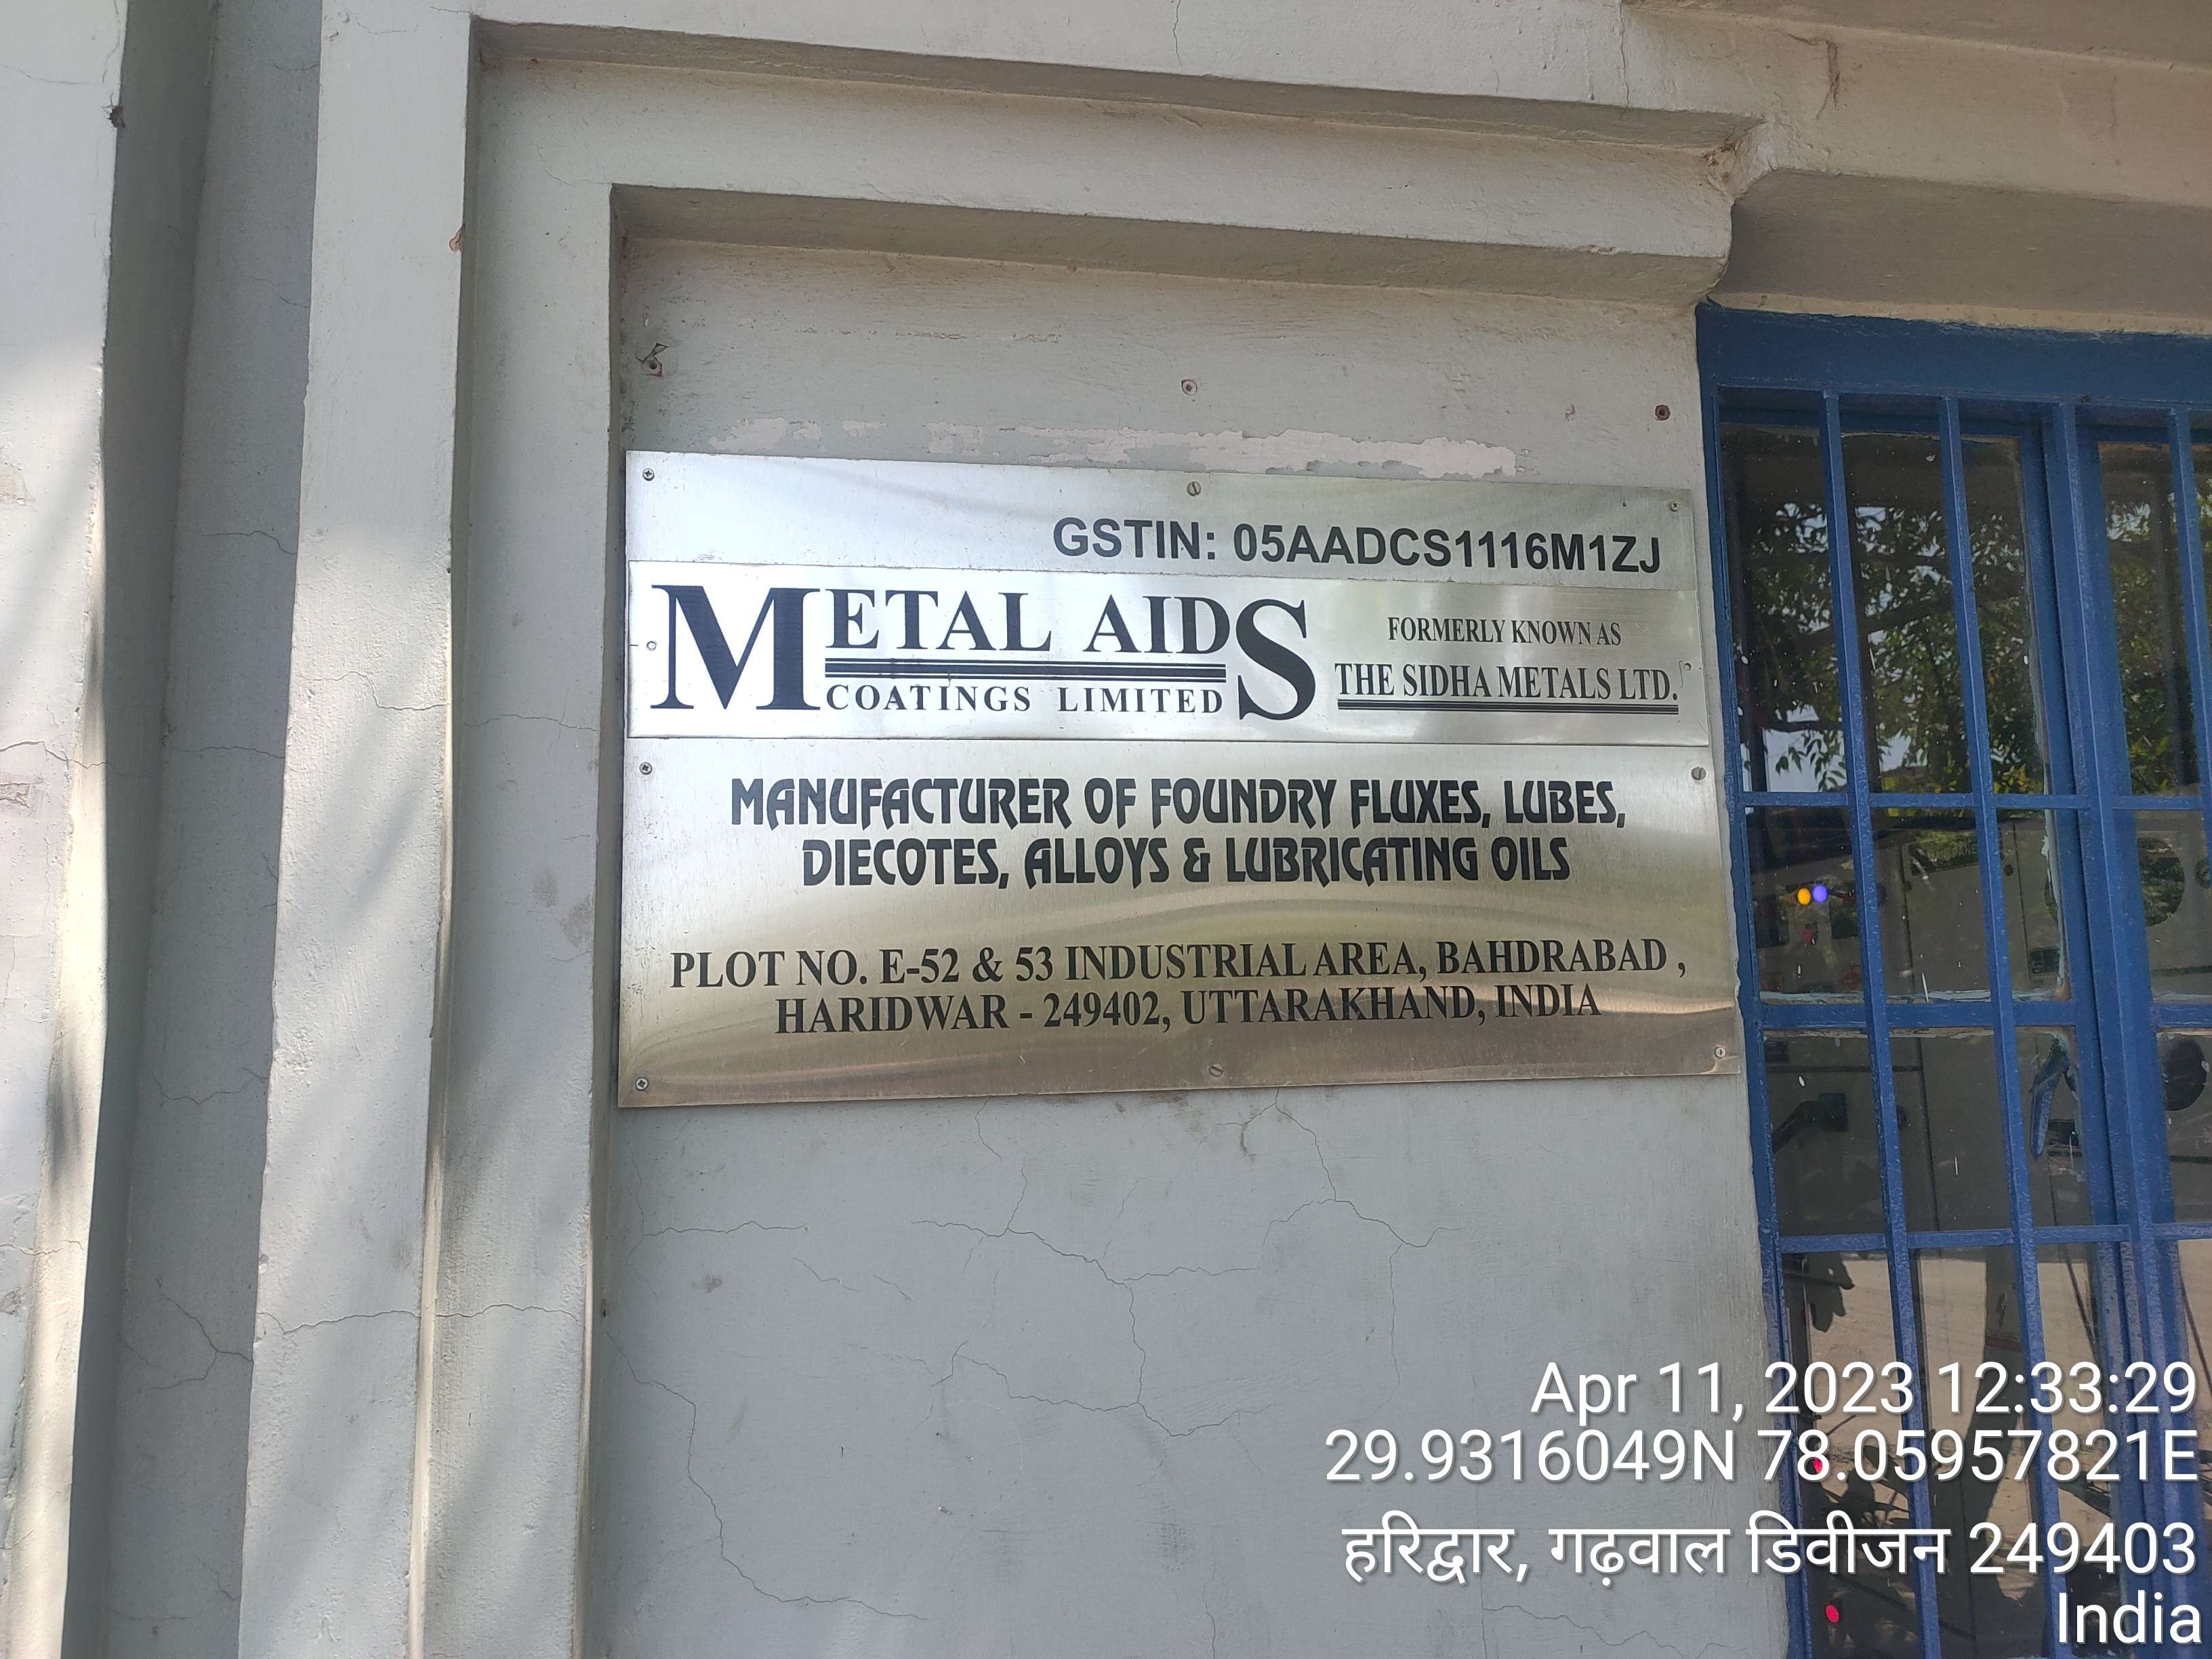 GSTIN: 05AADCS1116M1ZJ
METAL AIDS
COATINGS LIMITED
FORMERLY KNOWN AS
THE SIDHA METALS LTD.
MANUFACTURER OF FOUNDRY FLUXES, LUBES,
DIECOTES, ALLOYS & LUBRICATING OILS
PLOT NO. E-52 & 53 INDUSTRIAL AREA, BAHDRABAD ,
HARIDWAR - 249402, UTTARAKHAND, INDIA
Apr 11, 2023 12:33:29
29.9316049N 78.05957821E
हरिद्वार, गढ़वाल डिवीजन 249403
India